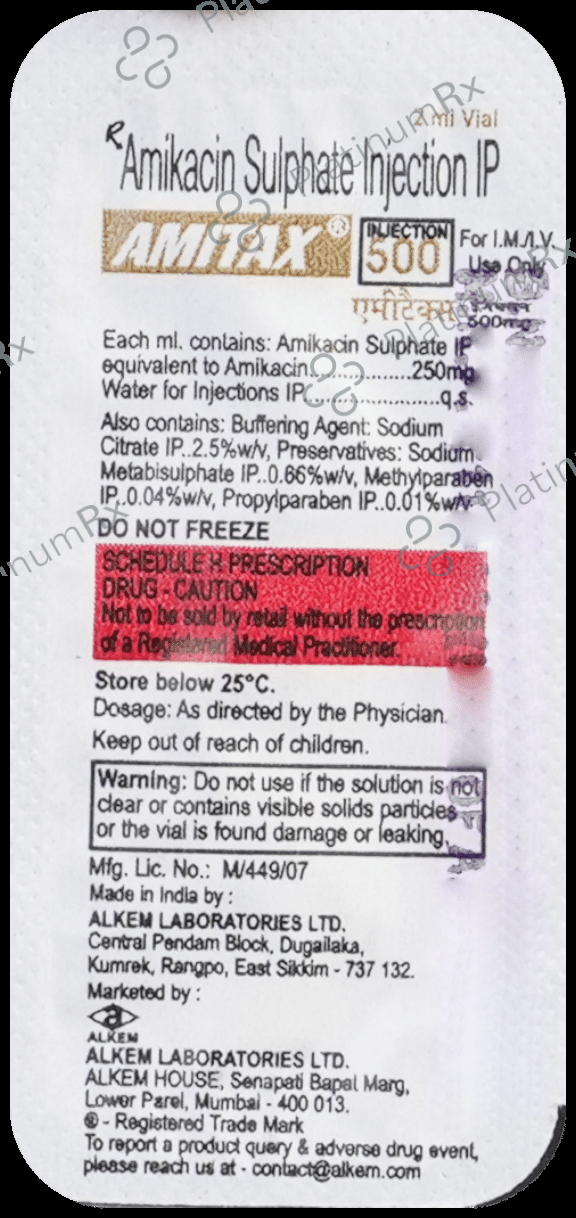 2 ml Vial
R Amikacin Sulphate Injection IP
AMITAX® INJECTION 500 For I.M./I.V. Use Only
एमीटैक्स
500mg
Each ml. contains: Amikacin Sulphate IP
equivalent to Amikacin..................250mg
Water for Injections IP......................q.s.
Also contains: Buffering Agent: Sodium
Citrate IP..2.5%w/v, Preservatives: Sodium
Metabisulphate IP..0.66%w/v, Methylparaben
IP..0.04%w/v, Propylparaben IP..0.01%w/v.
DO NOT FREEZE
SCHEDULE H PRESCRIPTION
DRUG - CAUTION
Not to be sold by retail without the prescription
of a Registered Medical Practitioner.
Store below 25°C.
Dosage: As directed by the Physician.
Keep out of reach of children.
Warning: Do not use if the solution is not
clear or contains visible solids particles
or the vial is found damage or leaking.
Mfg. Lic. No.: M/449/07
Made in India by :
ALKEM LABORATORIES LTD.
Central Pendam Block, Dugailaka,
Kumrek, Rangpo, East Sikkim - 737 132.
Marketed by :
a
ALKEM
ALKEM LABORATORIES LTD.
ALKEM HOUSE, Senapati Bapat Marg,
Lower Parel, Mumbai - 400 013.
® - Registered Trade Mark
To report a product query & adverse drug event,
please reach us at - contact@alkem.com
PlatinumRx